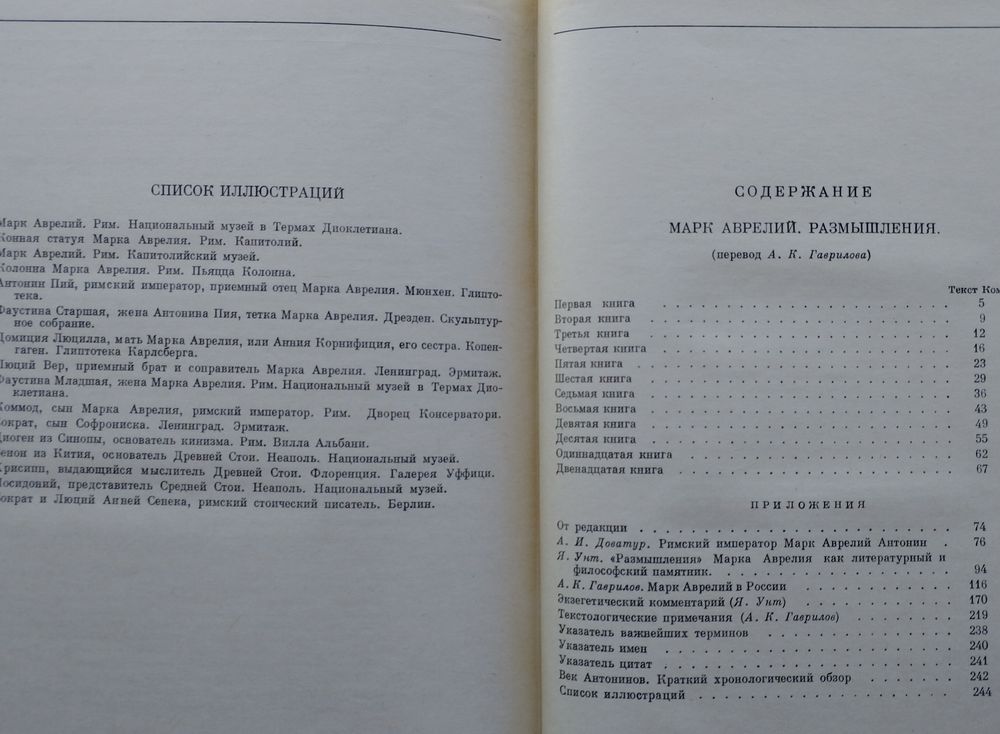 СПИСОК ИЛЛЮСТРАЦИЙ
Марк Аврелий. Рим. Национальный музей в Термах Диоклетиана.
Конная статуя Марка Аврелия. Рим. Капитолий.
Марк Аврелий. Рим. Капитолийский музей.
Колонна Марка Аврелия. Рим. Пьяцца Колонна.
Антонин Пий, римский император, приемный отец Марка Аврелия. Мюнхен. Глипто-
тека.
Фаустина Старшая, жена Антонина Пия, тетка Марка Аврелия. Дрезден. Скульптур-
ное собрание.
Домиция Люцилла, мать Марка Аврелия, или Анния Корнифиция, его сестра. Копен-
гаген. Глиптотека Карлсберга.
Люций Вер, приемный брат и соправитель Марка Аврелия. Ленинград. Эрмитаж.
Фаустина Младшая, жена Марка Аврелия. Рим. Национальный музей в Термах Дио-
клетиана.
Коммод, сын Марка Аврелия, римский император. Рим. Дворец Консерватори.
Сократ, сын Софрониска. Ленинград. Эрмитаж.
Диоген из Синопы, основатель кинизма. Рим. Вилла Альбани.
Зенон из Кития, основатель Древней Стои. Неаполь. Национальный музей.
Хрисипп, выдающийся мыслитель Древней Стои. Флоренция. Галерея Уффици.
Посидоний, представитель Средней Стои. Неаполь. Национальный музей.
Сократ и Люций Анней Сенека, римский стоический писатель. Берлин.
СОДЕРЖАНИЕ
МАРК АВРЕЛИЙ. РАЗМЫШЛЕНИЯ.
(перевод А. К. Гаврилова)
Текст Ком
Первая книга . . . . . . . . . . . . . . . . . . . . 5
Вторая книга . . . . . . . . . . . . . . . . . . . . 9
Третья книга . . . . . . . . . . . . . . . . . . . . 12
Четвертая книга . . . . . . . . . . . . . . . . . . . . 16
Пятая книга . . . . . . . . . . . . . . . . . . . . 23
Шестая книга . . . . . . . . . . . . . . . . . . . . 29
Седьмая книга . . . . . . . . . . . . . . . . . . . . 36
Восьмая книга . . . . . . . . . . . . . . . . . . . . 43
Девятая книга . . . . . . . . . . . . . . . . . . . . 49
Десятая книга . . . . . . . . . . . . . . . . . . . . 55
Одиннадцатая книга . . . . . . . . . . . . . . . . . . 62
Двенадцатая книга . . . . . . . . . . . . . . . . . . 67
ПРИЛОЖЕНИЯ
От редакции . . . . . . . . . . . . . . . . . . . . . 74
А. И. Доватур. Римский император Марк Аврелий Антонин . 76
Я. Унт. «Размышления» Марка Аврелия как литературный и
философский памятник. . . . . . . . . . . . . . . . 94
А. К. Гаврилов. Марк Аврелий в России . . . . . . . . . . 116
Экзегетический комментарий (Я. Унт) . . . . . . . . . . . 170
Текстологические примечания (А. К. Гаврилов) . . . . . . . 219
Указатель важнейших терминов . . . . . . . . . . . . . 238
Указатель имен . . . . . . . . . . . . . . . . . . . . 240
Указатель цитат . . . . . . . . . . . . . . . . . . . . 241
Век Антонинов. Краткий хронологический обзор . . . . . . 242
Список иллюстраций . . . . . . . . . . . . . . . . . . 244